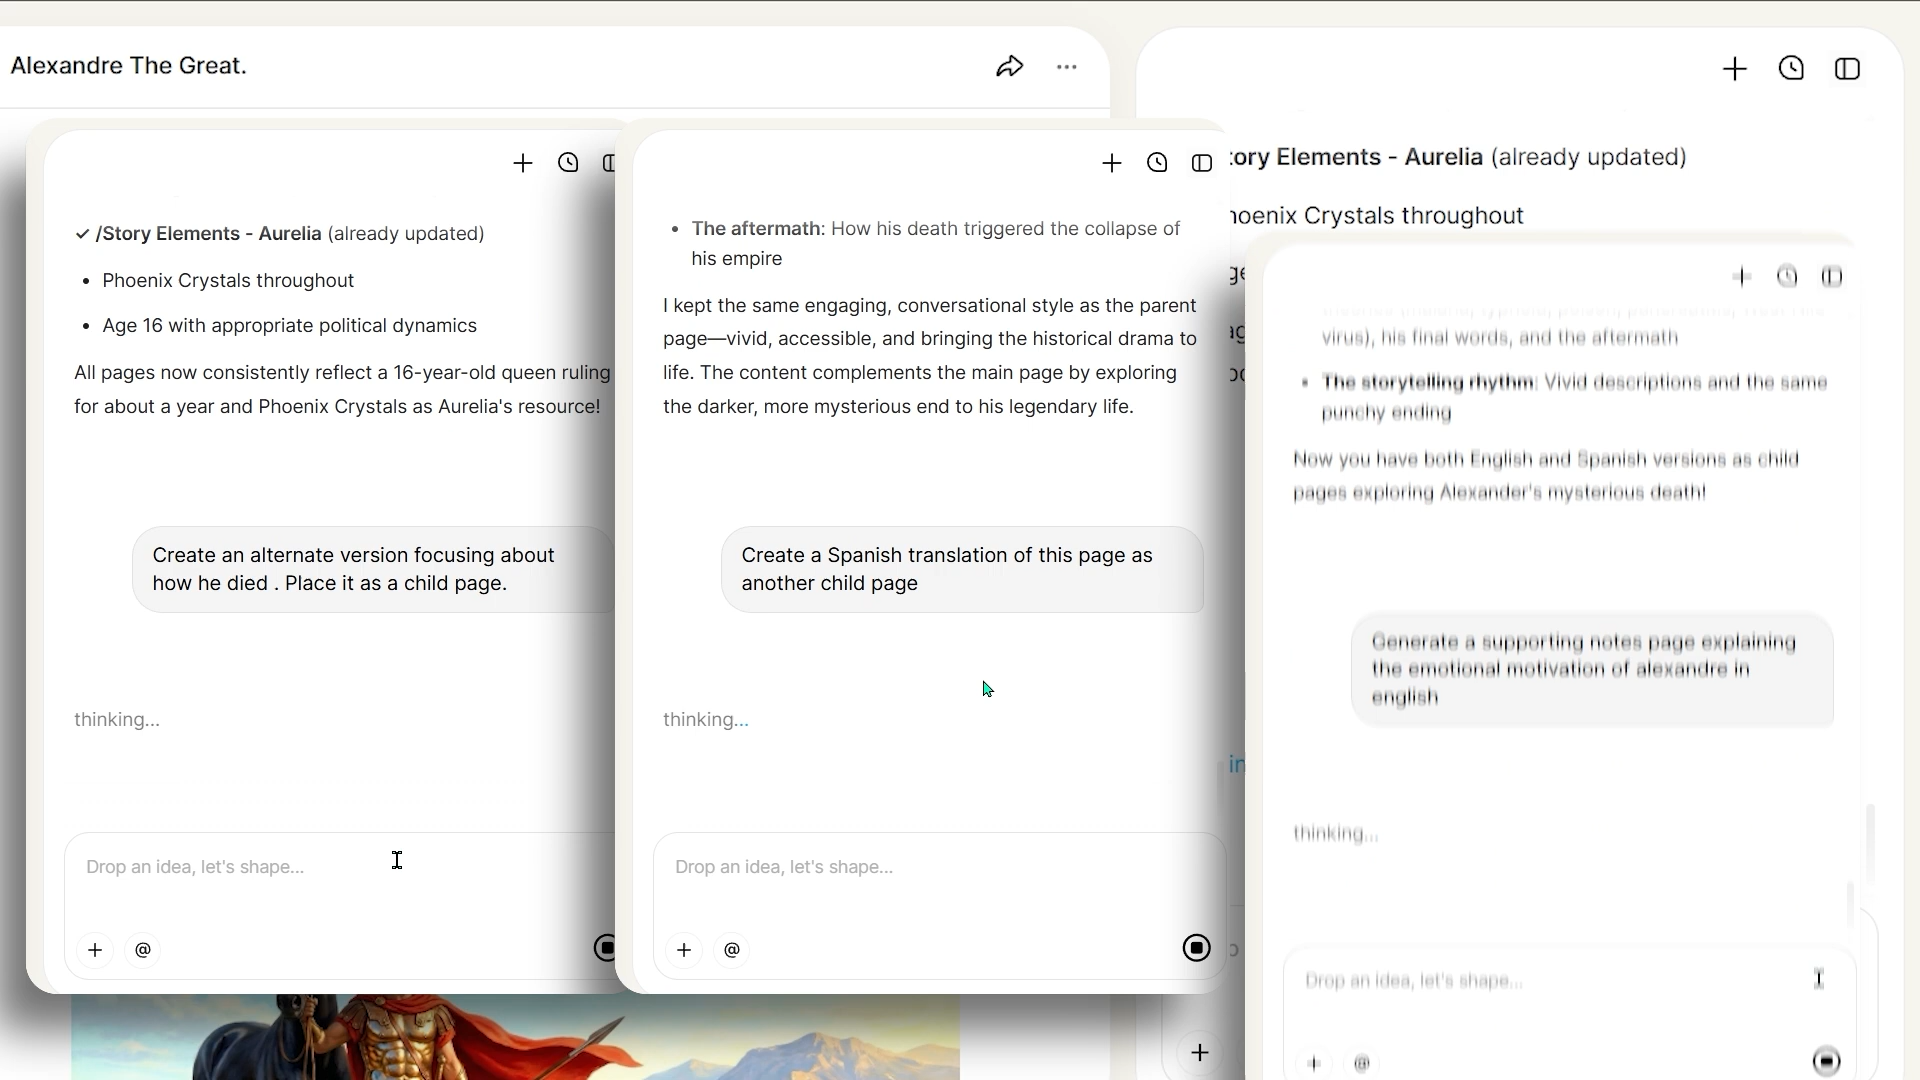 Alexandre The Great.
✓ /Story Elements - Aurelia (already updated)
• Phoenix Crystals throughout
• Age 16 with appropriate political dynamics
All pages now consistently reflect a 16-year-old queen ruling
for about a year and Phoenix Crystals as Aurelia's resource!
Create an alternate version focusing about
how he died . Place it as a child page.
thinking...
Drop an idea, let's shape...
@
• The aftermath: How his death triggered the collapse of
his empire
I kept the same engaging, conversational style as the parent
page—vivid, accessible, and bringing the historical drama to
life. The content complements the main page by exploring
the darker, more mysterious end to his legendary life.
Create a Spanish translation of this page as
another child page
thinking...
Drop an idea, let's shape...
@
tory Elements - Aurelia (already updated)
hoenix Crystals throughout
virus), his final words, and the aftermath
• The storytelling rhythm: Vivid descriptions and the same
punchy ending
Now you have both English and Spanish versions as child
pages exploring Alexander's mysterious death!
Generate a supporting notes page explaining
the emotional motivation of alexandre in
english
thinking...
Drop an idea, let's shape...
@